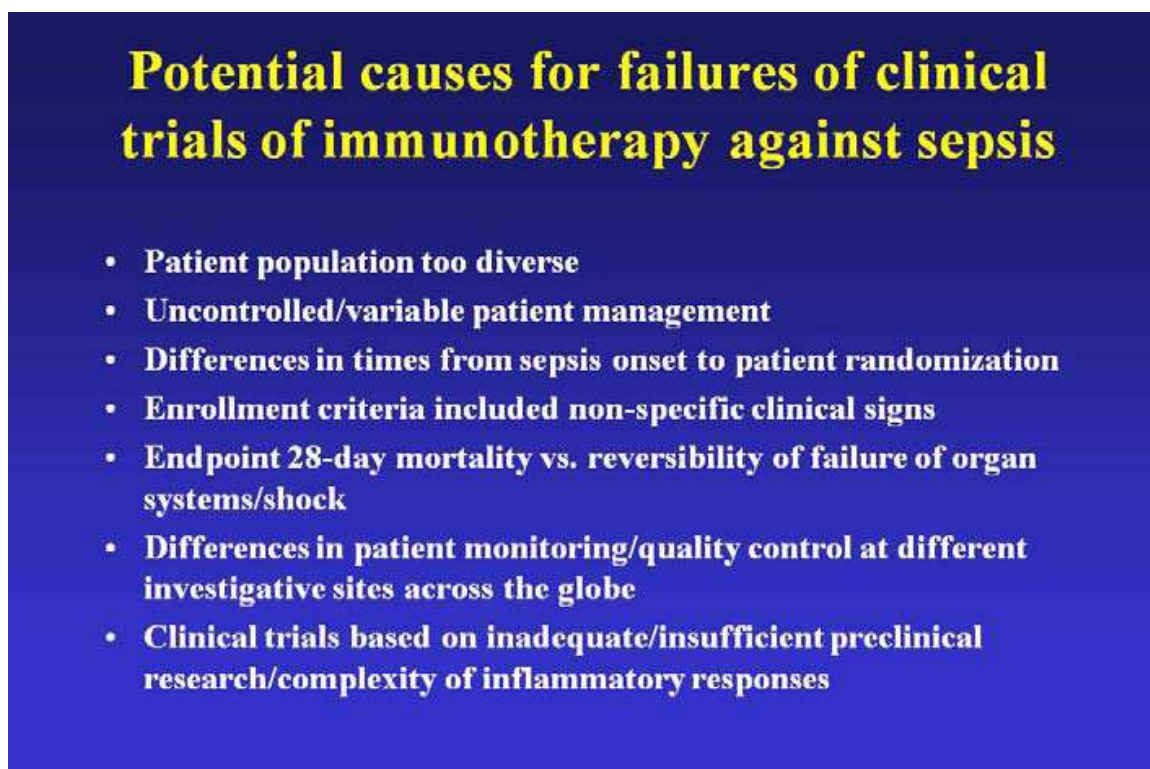 Potential causes for failures of clinical
trials of immunotherapy against sepsis
• Patient population too diverse
• Uncontrolled/variable patient management
• Differences in times from sepsis onset to patient randomization
• Enrollment criteria included non-specific clinical signs
• Endpoint 28-day mortality vs. reversibility of failure of organ
systems/shock
• Differences in patient monitoring/quality control at different
investigative sites across the globe
• Clinical trials based on inadequate/insufficient preclinical
research/complexity of inflammatory responses